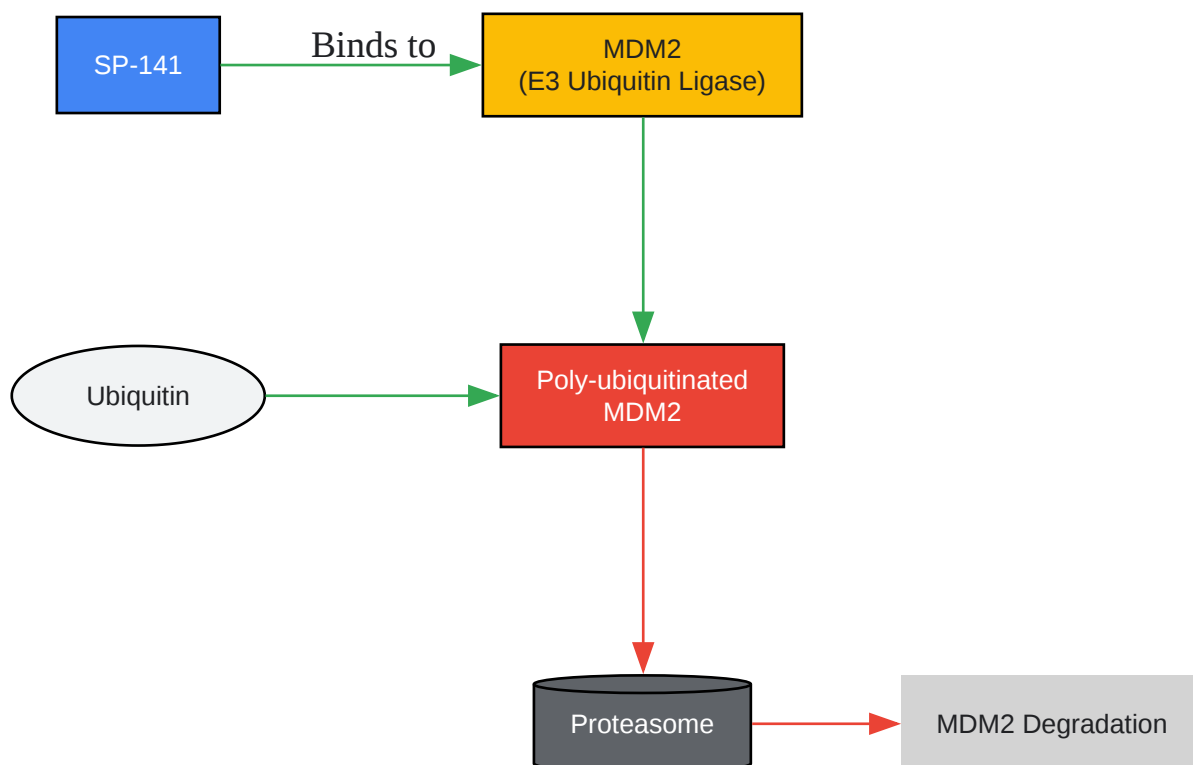 SP-141
Binds to
MDM2
(E3 Ubiquitin Ligase)
Ubiquitin
Poly-ubiquitinated
MDM2
Proteasome
MDM2 Degradation